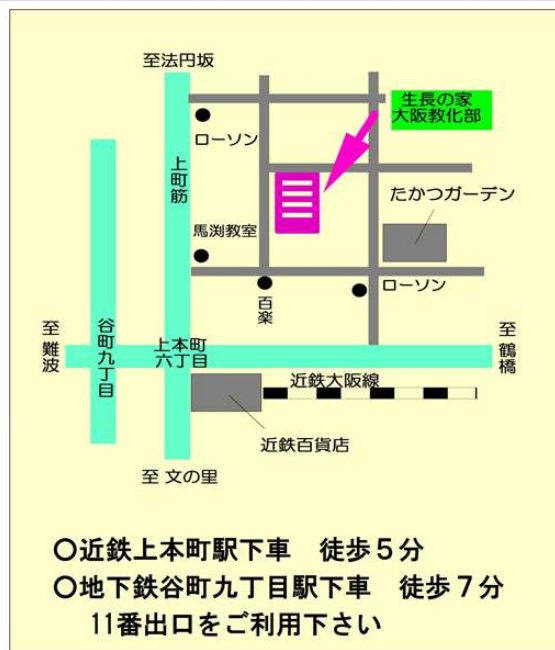 至法円坂
生長の家
大阪教化部
ローソン
上町筋
たかつガーデン
馬渕教室
ローソン
百楽
至難波
谷町九丁目
上本町
六丁目
至鶴橋
近鉄大阪線
近鉄百貨店
至 文の里
〇近鉄上本町駅下車　徒歩５分
〇地下鉄谷町九丁目駅下車　徒歩７分
11番出口をご利用下さい